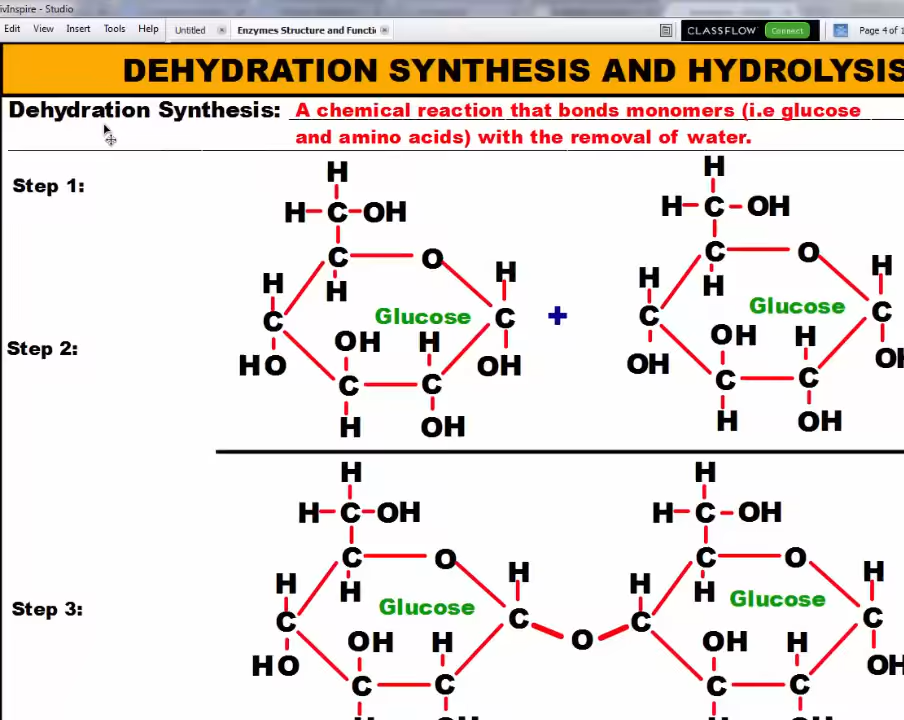 ivInspire - Studio
Edit View Insert Tools Help Untitled Enzymes Structure and Functi CLASSFLOW Connect Page 4 of 1
DEHYDRATION SYNTHESIS AND HYDROLYSIS
Dehydration Synthesis: A chemical reaction that bonds monomers (i.e glucose
and amino acids) with the removal of water.
Step 1:
H H
H C OH H C OH
C O C O
H H H H H H
Glucose + Glucose
C C C C
Step 2:
OH H OH H
HO OH OH OH
C C C C
H OH H OH
H H
H C OH H C OH
C O C O
H H H H H H
Glucose Glucose
Step 3:
C C O C C
OH H OH H
HO OH
C C C C